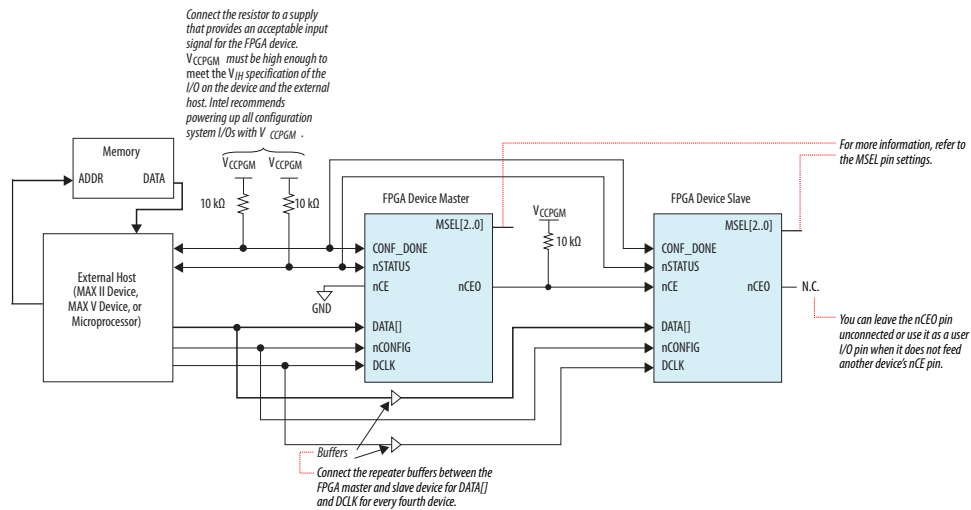 Connect the resistor to a supply
that provides an acceptable input
signal for the FPGA device.
VCCPGM must be high enough to
meet the VIH specification of the
I/O on the device and the external
host. Intel recommends
powering up all configuration
system I/Os with V CCPGM .
Memory
ADDR DATA
VCCPGM VCCPGM
10 kΩ 10 kΩ
For more information, refer to
the MSEL pin settings.
FPGA Device Master
MSEL[2..0]
CONF_DONE
nSTATUS
nCE nCEO
DATA[]
nCONFIG
DCLK
GND
VCCPGM
10 kΩ
FPGA Device Slave
MSEL[2..0]
CONF_DONE
nSTATUS
nCE nCEO
DATA[]
nCONFIG
DCLK
N.C.
You can leave the nCEO pin
unconnected or use it as a user
I/O pin when it does not feed
another device's nCE pin.
External Host
(MAX II Device,
MAX V Device, or
Microprocessor)
Buffers
Connect the repeater buffers between the
FPGA master and slave device for DATA[]
and DCLK for every fourth device.